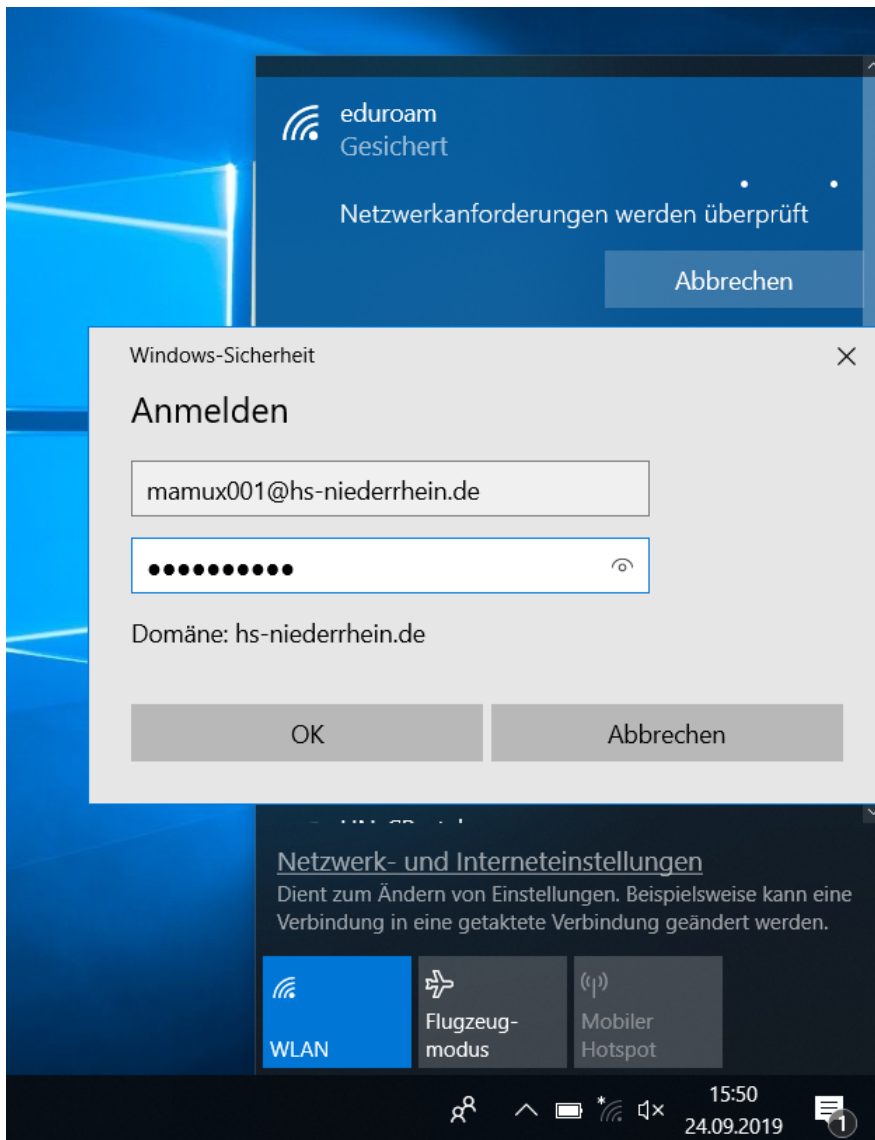 eduroam
Gesichert
Netzwerkanforderungen werden überprüft
Abbrechen
Windows-Sicherheit
Anmelden
mamux001@hs-niederrhein.de
●●●●●●●●●●
Domäne: hs-niederrhein.de
OK
Abbrechen
Netzwerk- und Interneteinstellungen
Dient zum Ändern von Einstellungen. Beispielsweise kann eine
Verbindung in eine getaktete Verbindung geändert werden.
WLAN
Flugzeug-
modus
Mobiler
Hotspot
15:50
24.09.2019
1